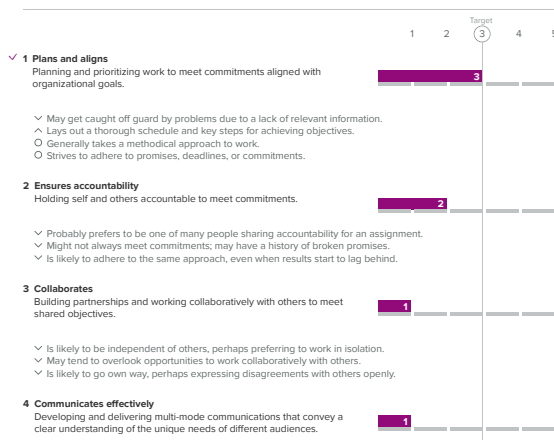 Target
1 2 3 4 5
1 Plans and aligns
Planning and prioritizing work to meet commitments aligned with
organizational goals.
3
May get caught off guard by problems due to a lack of relevant information.
Lays out a thorough schedule and key steps for achieving objectives.
Generally takes a methodical approach to work.
Strives to adhere to promises, deadlines, or commitments.
2 Ensures accountability
Holding self and others accountable to meet commitments.
2
Probably prefers to be one of many people sharing accountability for an assignment.
Might not always meet commitments; may have a history of broken promises.
Is likely to adhere to the same approach, even when results start to lag behind.
3 Collaborates
Building partnerships and working collaboratively with others to meet
shared objectives.
1
Is likely to be independent of others, perhaps preferring to work in isolation.
May tend to overlook opportunities to work collaboratively with others.
Is likely to go own way, perhaps expressing disagreements with others openly.
4 Communicates effectively
Developing and delivering multi-mode communications that convey a
clear understanding of the unique needs of different audiences.
1